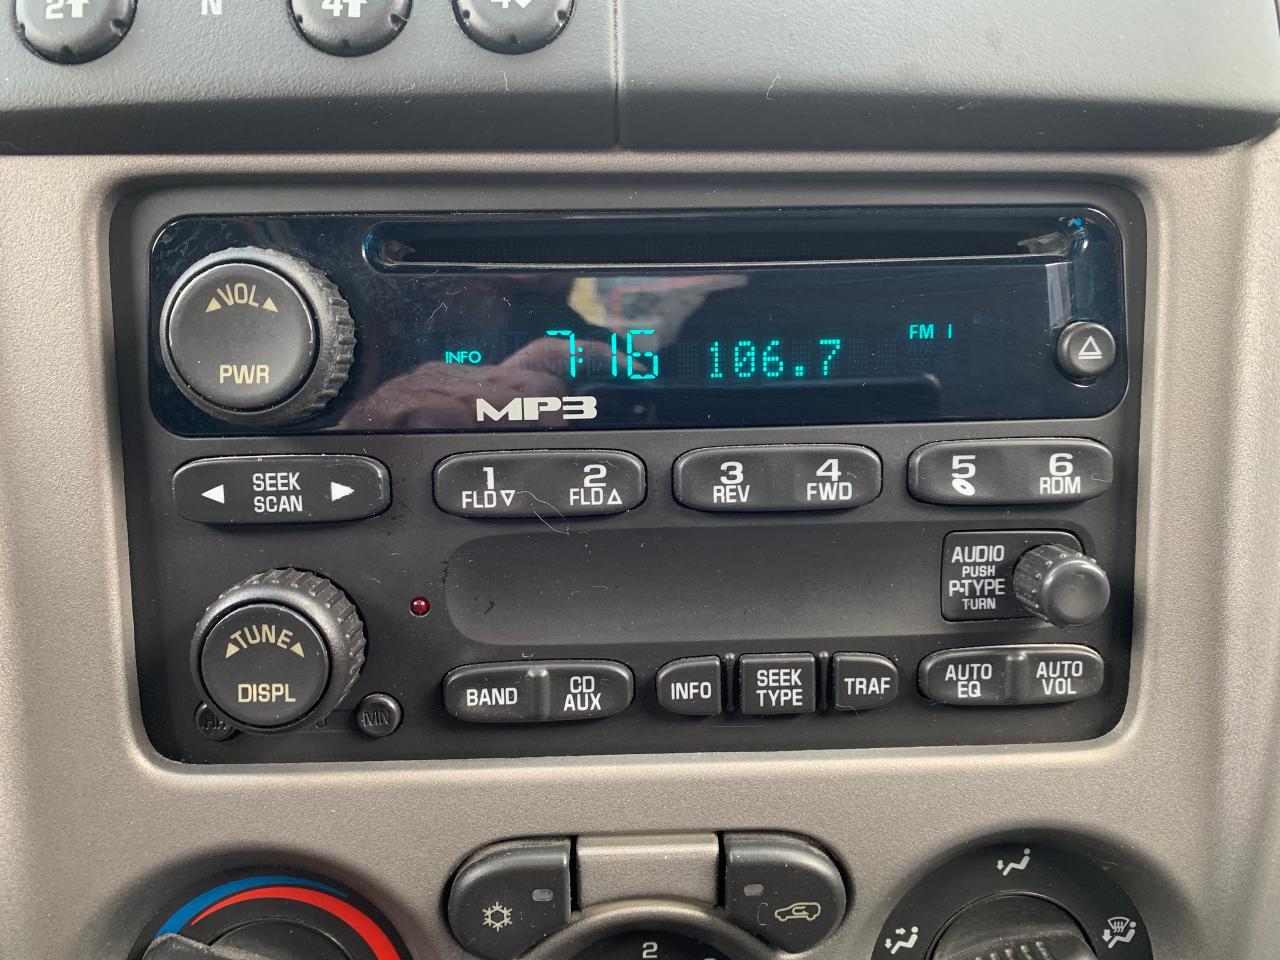 2
N
4
4
VOL
PWR
INFO
7:16
106.7
FM 1
MP3
SEEK
SCAN
1
FLD
2
FLD
3
REV
4
FWD
5
6
RDM
AUDIO
PUSH
P-TYPE
TURN
TUNE
DISPL
MIN
BAND
CD
AUX
INFO
SEEK
TYPE
TRAF
AUTO
EQ
AUTO
VOL
2